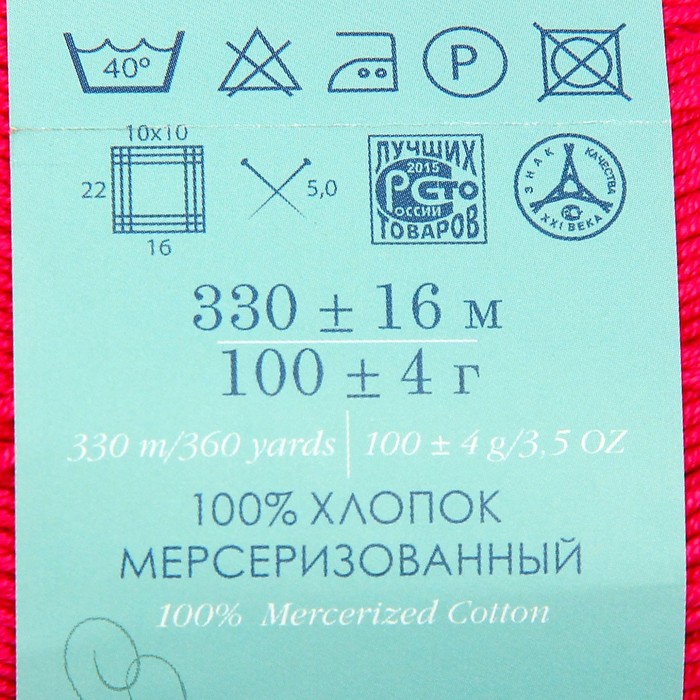 40°
P
10x10
22
16
5,0
ЛУЧШИХ
2015
РОССИИ
СТО
ТОВАРОВ
ЗНАК КАЧЕСТВА
XXI ВЕКА
330 ± 16 м
100 ± 4 г
330 m/360 yards | 100 ± 4 g/3,5 OZ
100% ХЛОПОК
МЕРСЕРИЗОВАННЫЙ
100% Mercerized Cotton